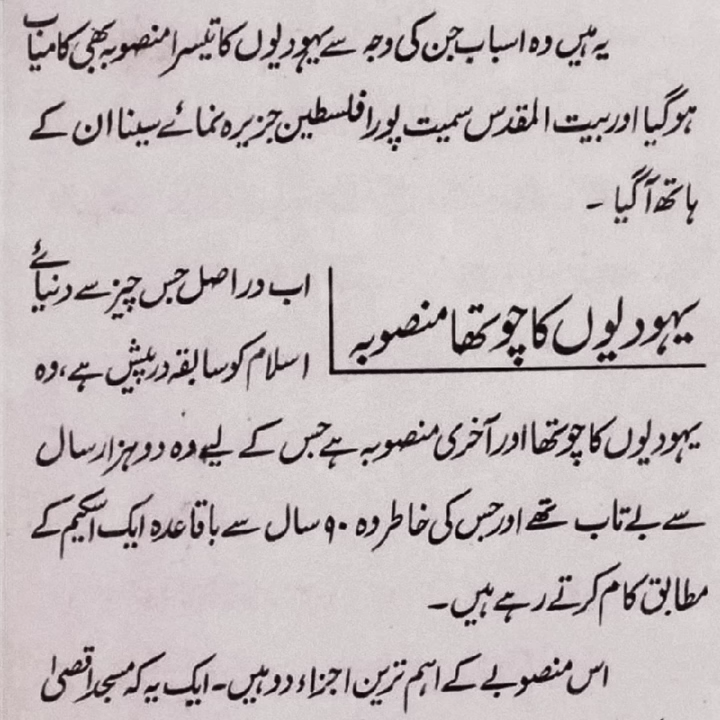 یہ ہیں وہ اسباب جن کی وجہ سے یہودیوں کا تیسرا منصوبہ بھی کامیاب
ہوگیا اور بیت المقدس سمیت پورا فلسطین جزیرہ نمائے سینا ان کے
ہاتھ آگیا ۔
یہودیوں کا چوتھا منصوبہ
اب دراصل جس چیز سے دنیائے
اسلام کو سابقہ درپیش ہے، وہ
یہودیوں کا چوتھا اور آخری منصوبہ ہے جس کے لیے وہ دو ہزار سال
سے بے تاب تھے اور جس کی خاطر وہ ۹۰ سال سے باقاعدہ ایک اسکیم کے
مطابق کام کرتے رہے ہیں۔
اس منصوبے کے اہم ترین اجزاء دو ہیں۔ ایک یہ کہ مسجد اقصیٰ